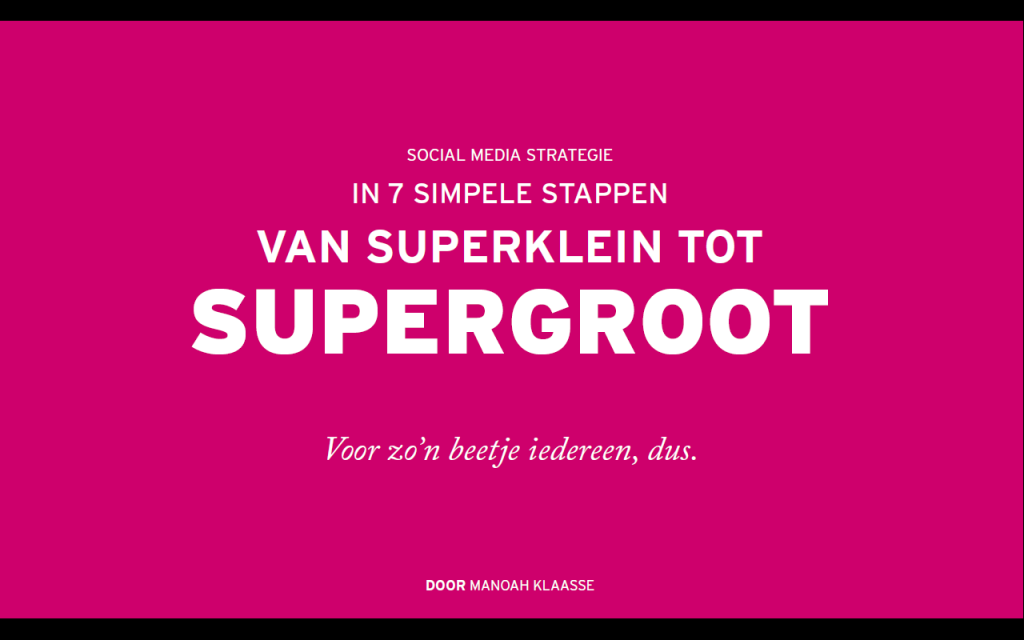 SOCIAL MEDIA STRATEGIE
IN 7 SIMPELE STAPPEN
VAN SUPERKLEIN TOT
SUPERGROOT
Voor zo’n beetje iedereen, dus.
DOOR MANOAH KLAASSE